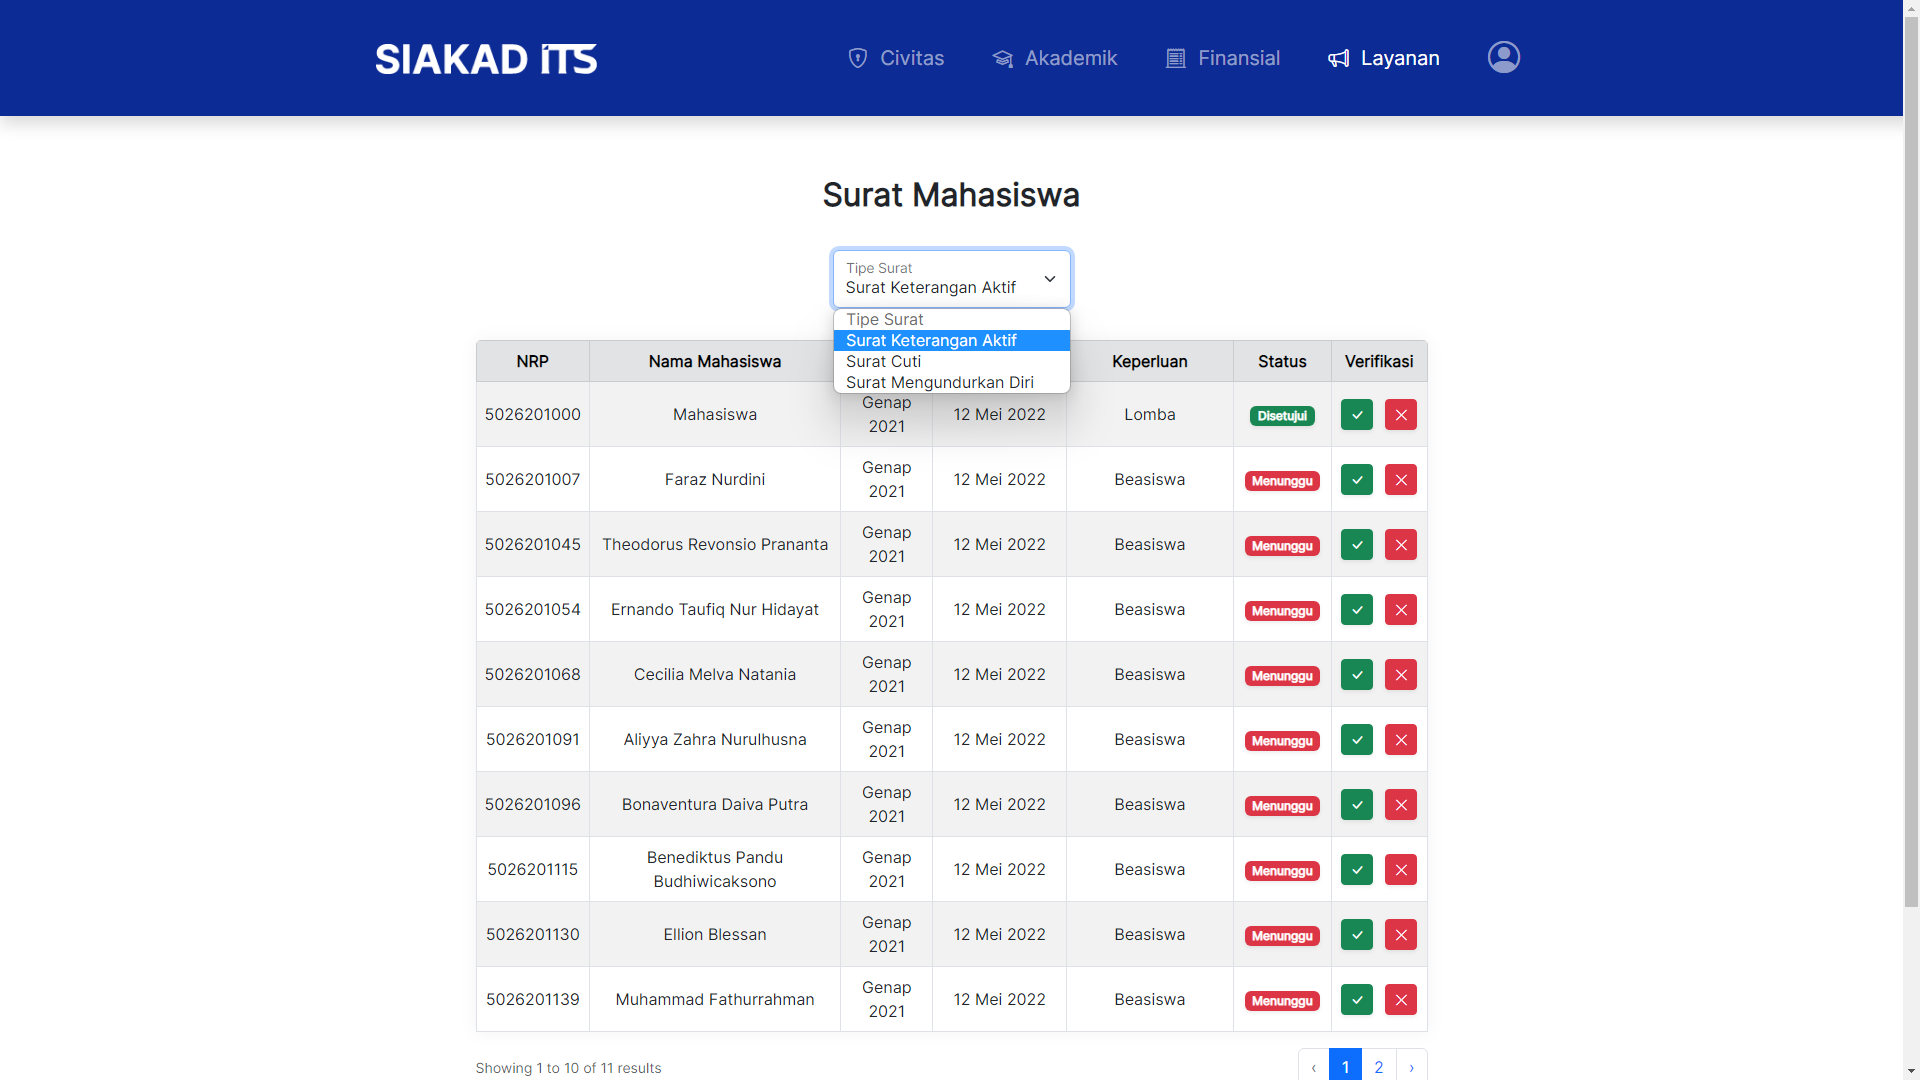 SIAKAD ITS
Civitas
Akademik
Finansial
Layanan
Surat Mahasiswa
Tipe Surat
Surat Keterangan Aktif
Tipe Surat
Surat Keterangan Aktif
Surat Cuti
Surat Mengundurkan Diri
NRP Nama Mahasiswa Keperluan Status Verifikasi
5026201000 Mahasiswa Genap 2021 12 Mei 2022 Lomba Disetujui
5026201007 Faraz Nurdini Genap 2021 12 Mei 2022 Beasiswa Menunggu
5026201045 Theodorus Revonsio Prananta Genap 2021 12 Mei 2022 Beasiswa Menunggu
5026201054 Ernando Taufiq Nur Hidayat Genap 2021 12 Mei 2022 Beasiswa Menunggu
5026201068 Cecilia Melva Natania Genap 2021 12 Mei 2022 Beasiswa Menunggu
5026201091 Aliyya Zahra Nurulhusna Genap 2021 12 Mei 2022 Beasiswa Menunggu
5026201096 Bonaventura Daiva Putra Genap 2021 12 Mei 2022 Beasiswa Menunggu
5026201115 Benediktus Pandu Budhiwicaksono Genap 2021 12 Mei 2022 Beasiswa Menunggu
5026201130 Ellion Blessan Genap 2021 12 Mei 2022 Beasiswa Menunggu
5026201139 Muhammad Fathurrahman Genap 2021 12 Mei 2022 Beasiswa Menunggu
Showing 1 to 10 of 11 results
‹ 1 2 ›